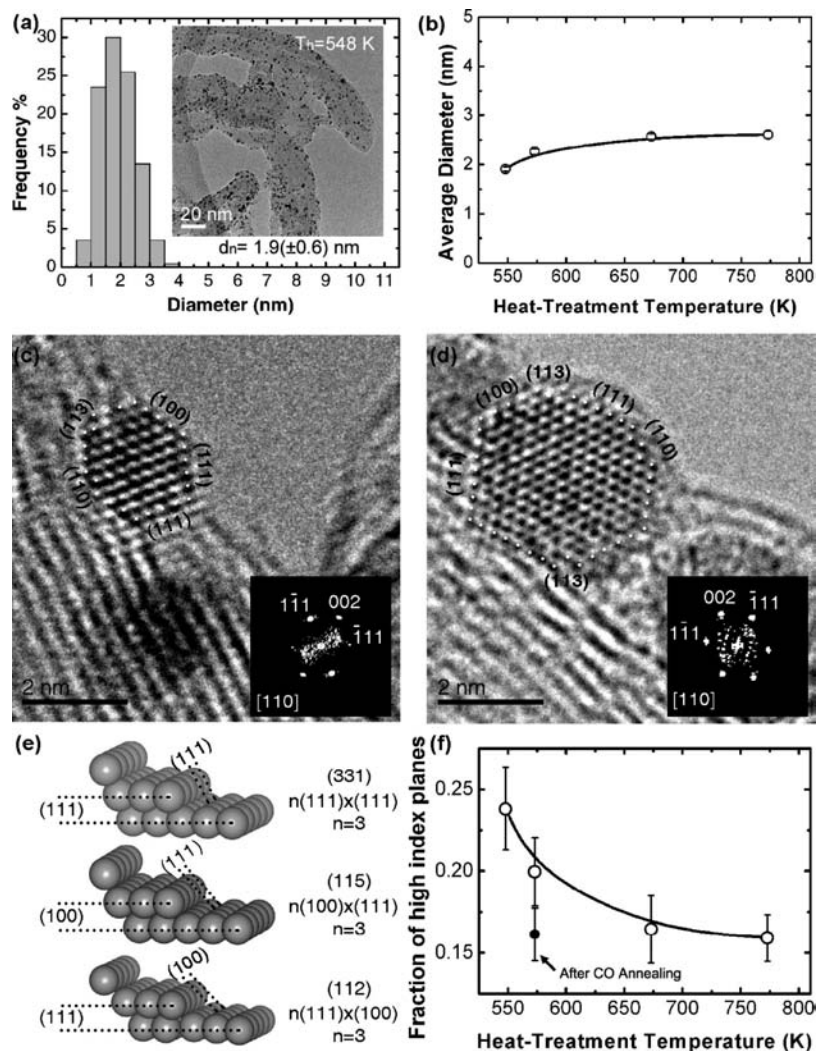 (a)
Frequency %
30
25
20
15
10
5
0
0 1 2 3 4 5 6 7 8 9 10 11
Diameter (nm)
Th=548 K
20 nm
dn= 1.9(±0.6) nm
(b)
Average Diameter (nm)
5
4
3
2
1
0
550 600 650 700 750 800
Heat-Treatment Temperature (K)
(c)
(113)
(100)
(111)
(110)
(111)
2 nm
11̄1 002
1̄11
[110]
(d)
(100)
(113)
(111)
(110)
(111)
(113)
2 nm
002 1̄11
1̄11
[110]
(e)
(111)
(111)
(331)
n(111)x(111)
n=3
(111)
(100)
(115)
n(100)x(111)
n=3
(100)
(111)
(112)
n(111)x(100)
n=3
(f)
Fraction of high index planes
0.25
0.20
0.15
After CO Annealing
550 600 650 700 750 800
Heat-Treatment Temperature (K)